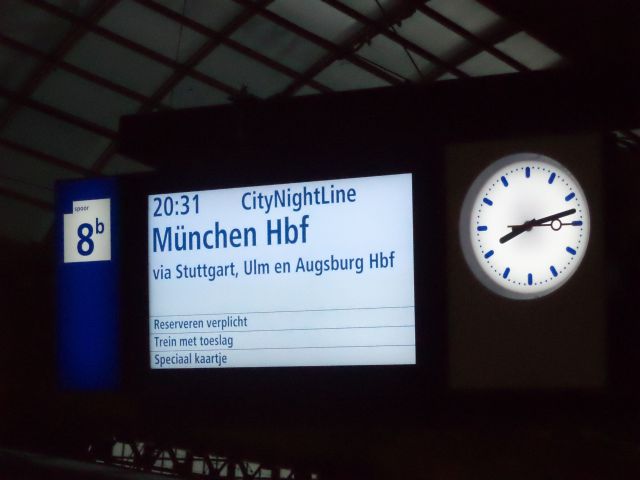 spoor
8b
20:31 CityNightLine
München Hbf
via Stuttgart, Ulm en Augsburg Hbf
Reserveren verplicht
Trein met toeslag
Speciaal kaartje